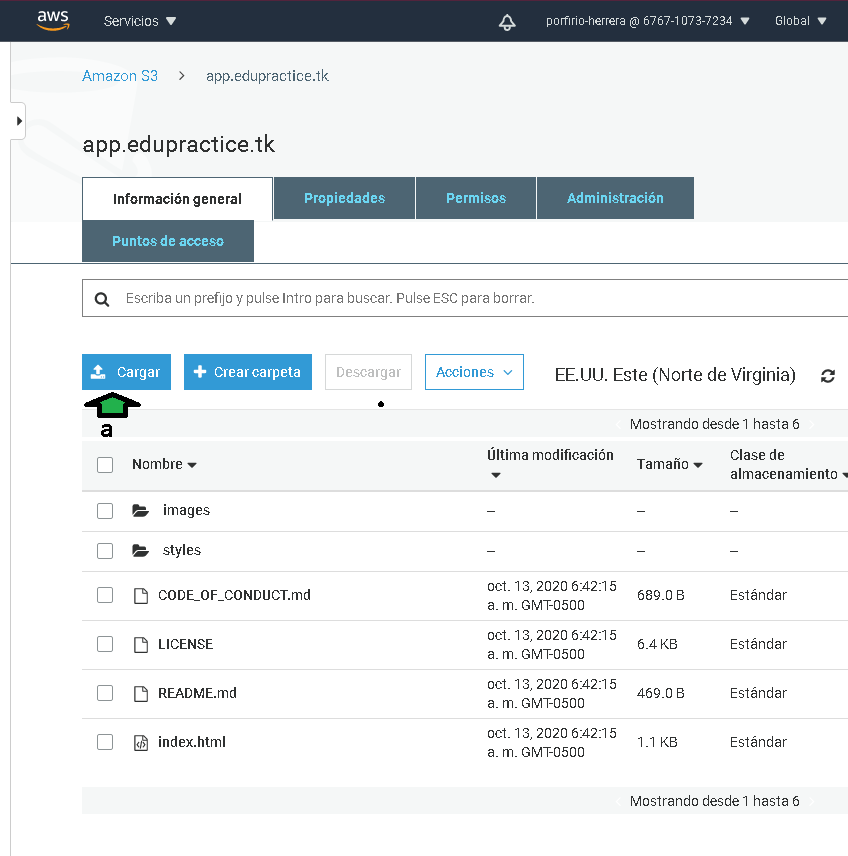 aws Servicios porfirio-herrera @ 6767-1073-7234 Global
Amazon S3 > app.edupractice.tk
app.edupractice.tk
Información general Propiedades Permisos Administración
Puntos de acceso
Escriba un prefijo y pulse Intro para buscar. Pulse ESC para borrar.
Cargar + Crear carpeta Descargar Acciones EE.UU. Este (Norte de Virginia)
a
Mostrando desde 1 hasta 6
Nombre Última modificación Tamaño Clase de almacenamiento
images – – –
styles – – –
CODE_OF_CONDUCT.md oct. 13, 2020 6:42:15 a. m. GMT-0500 689.0 B Estándar
LICENSE oct. 13, 2020 6:42:15 a. m. GMT-0500 6.4 KB Estándar
README.md oct. 13, 2020 6:42:15 a. m. GMT-0500 469.0 B Estándar
index.html oct. 13, 2020 6:42:15 a. m. GMT-0500 1.1 KB Estándar
Mostrando desde 1 hasta 6